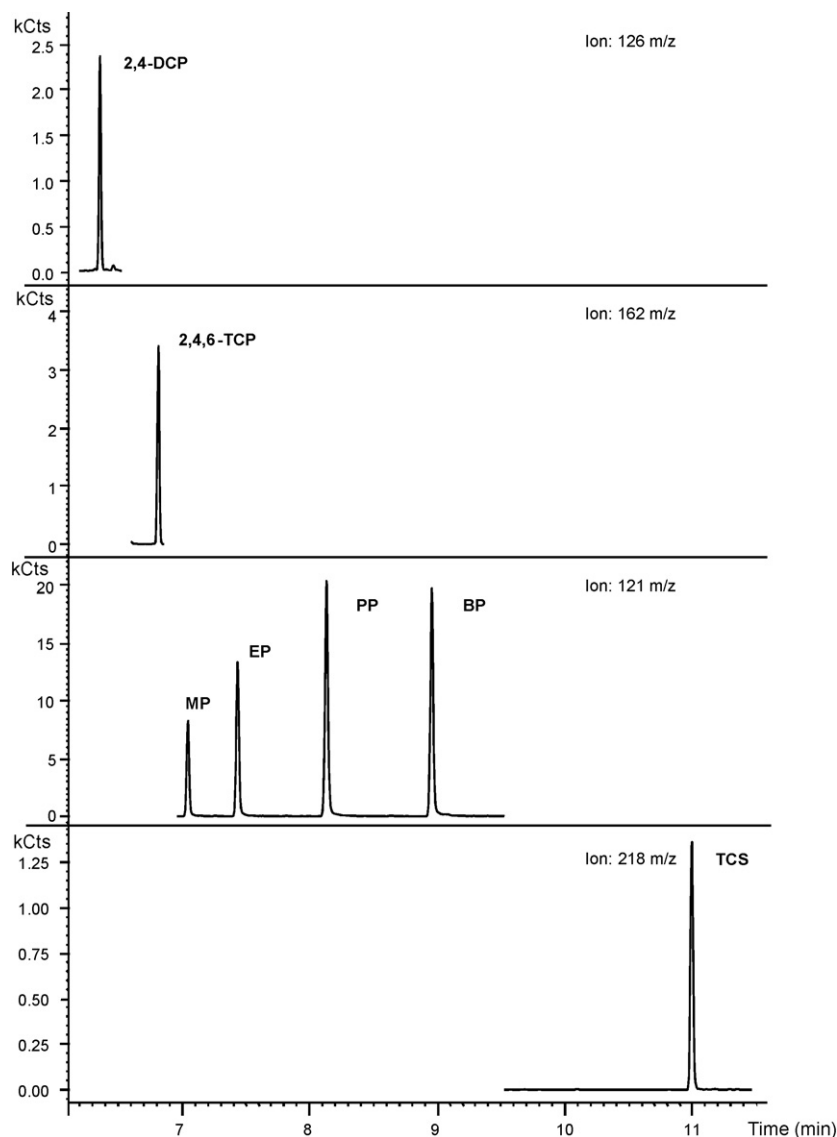 kCts
Ion: 126 m/z
2.5
2,4-DCP
2.0
1.5
1.0
0.5
0.0
kCts
Ion: 162 m/z
4
2,4,6-TCP
3
2
1
0
kCts
Ion: 121 m/z
20
PP
BP
15
EP
MP
10
5
0
kCts
Ion: 218 m/z TCS
1.25
1.00
0.75
0.50
0.25
0.00
7 8 9 10 11 Time (min)